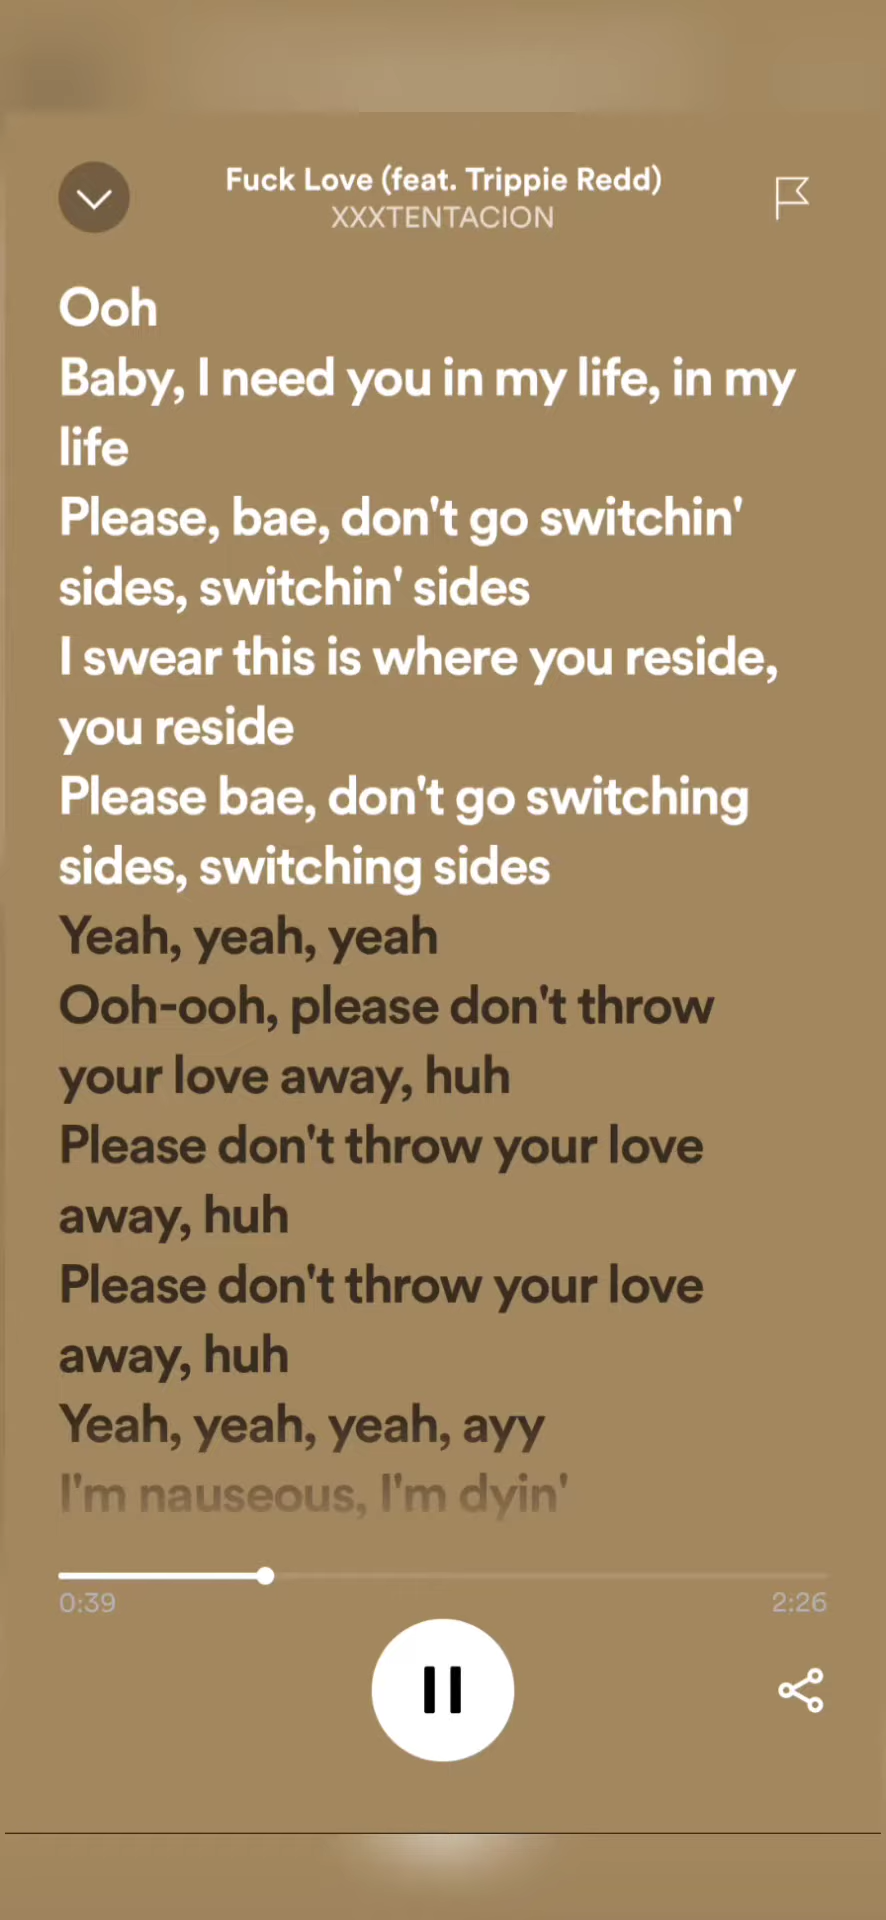 Fuck Love (feat. Trippie Redd)
XXXTENTACION
Ooh
Baby, I need you in my life, in my
life
Please, bae, don't go switchin'
sides, switchin' sides
I swear this is where you reside,
you reside
Please bae, don't go switching
sides, switching sides
Yeah, yeah, yeah
Ooh-ooh, please don't throw
your love away, huh
Please don't throw your love
away, huh
Please don't throw your love
away, huh
Yeah, yeah, yeah, ayy
I'm nauseous, I'm dyin'
0:39
2:26